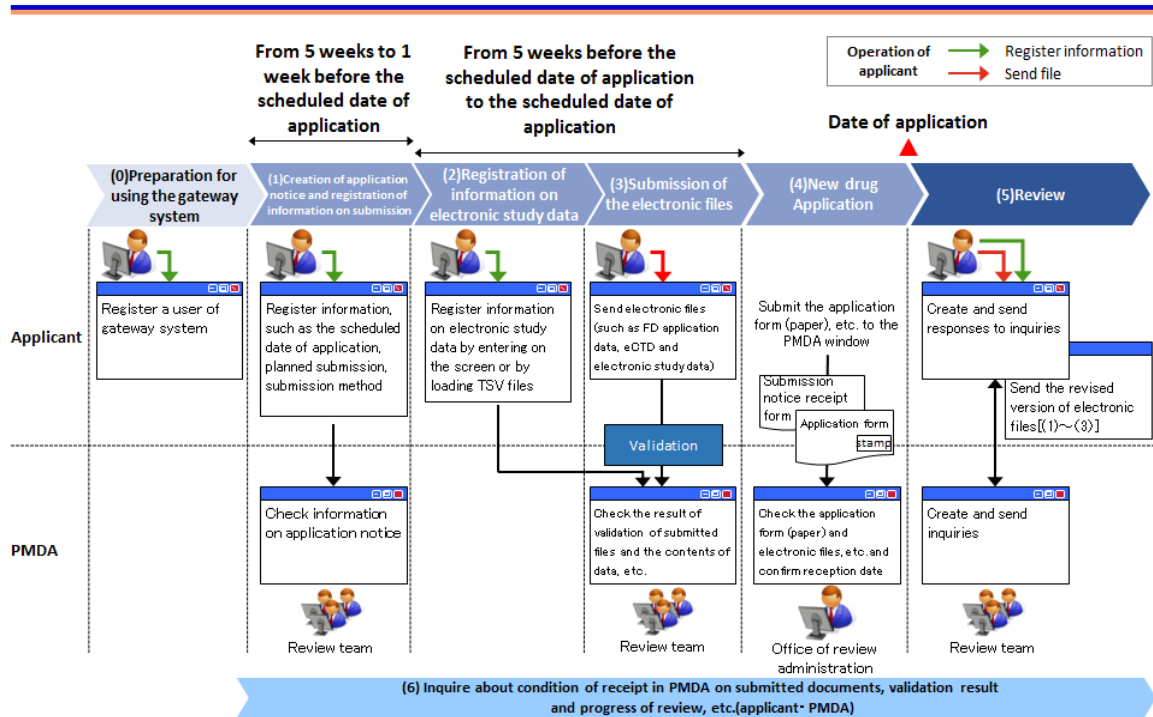 From 5 weeks to 1
week before the
scheduled date of
application
From 5 weeks before the
scheduled date of application
to the scheduled date of
application
Operation of
applicant
Register information
Send file
Date of application
(0)Preparation for
using the gateway
system
(1)Creation of application
notice and registration of
information on submission
(2)Registration of
information on
electronic study data
(3)Submission of
the electronic files
(4)New drug
Application
(5)Review
Applicant
Register a user of
gateway system
Register information,
such as the scheduled
date of application,
planned submission,
submission method
Register information
on electronic study
data by entering on
the screen or by
loading TSV files
Send electronic files
(such as FD application
data, eCTD and
electronic study data)
Submit the application
form (paper), etc. to the
PMDA window
Submission
notice receipt
form
Application form
stamp
Create and send
responses to inquiries
Send the revised
version of electronic
files[(1)～(3)]
Validation
PMDA
Check information
on application notice
Check the result of
validation of submitted
files and the contents of
data, etc.
Check the application
form (paper) and
electronic files, etc. and
confirm reception date
Create and send
inquiries
Review team
Review team
Office of review
administration
Review team
(6) Inquire about condition of receipt in PMDA on submitted documents, validation result
and progress of review, etc.(applicant・PMDA)